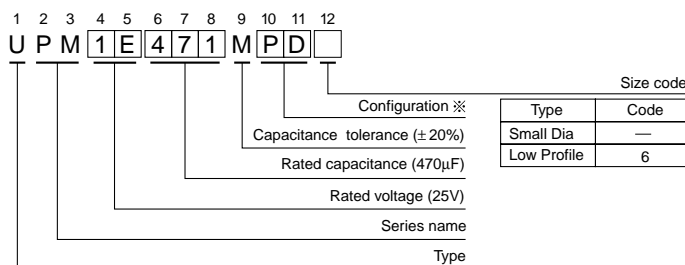 1 2 3 4 5 6 7 8 9 10 11 12
U P M 1 E 4 7 1 M P D
Size code
Configuration ※
Type Code
Capacitance tolerance (±20%)
Small Dia —
Low Profile 6
Rated capacitance (470µF)
Rated voltage (25V)
Series name
Type